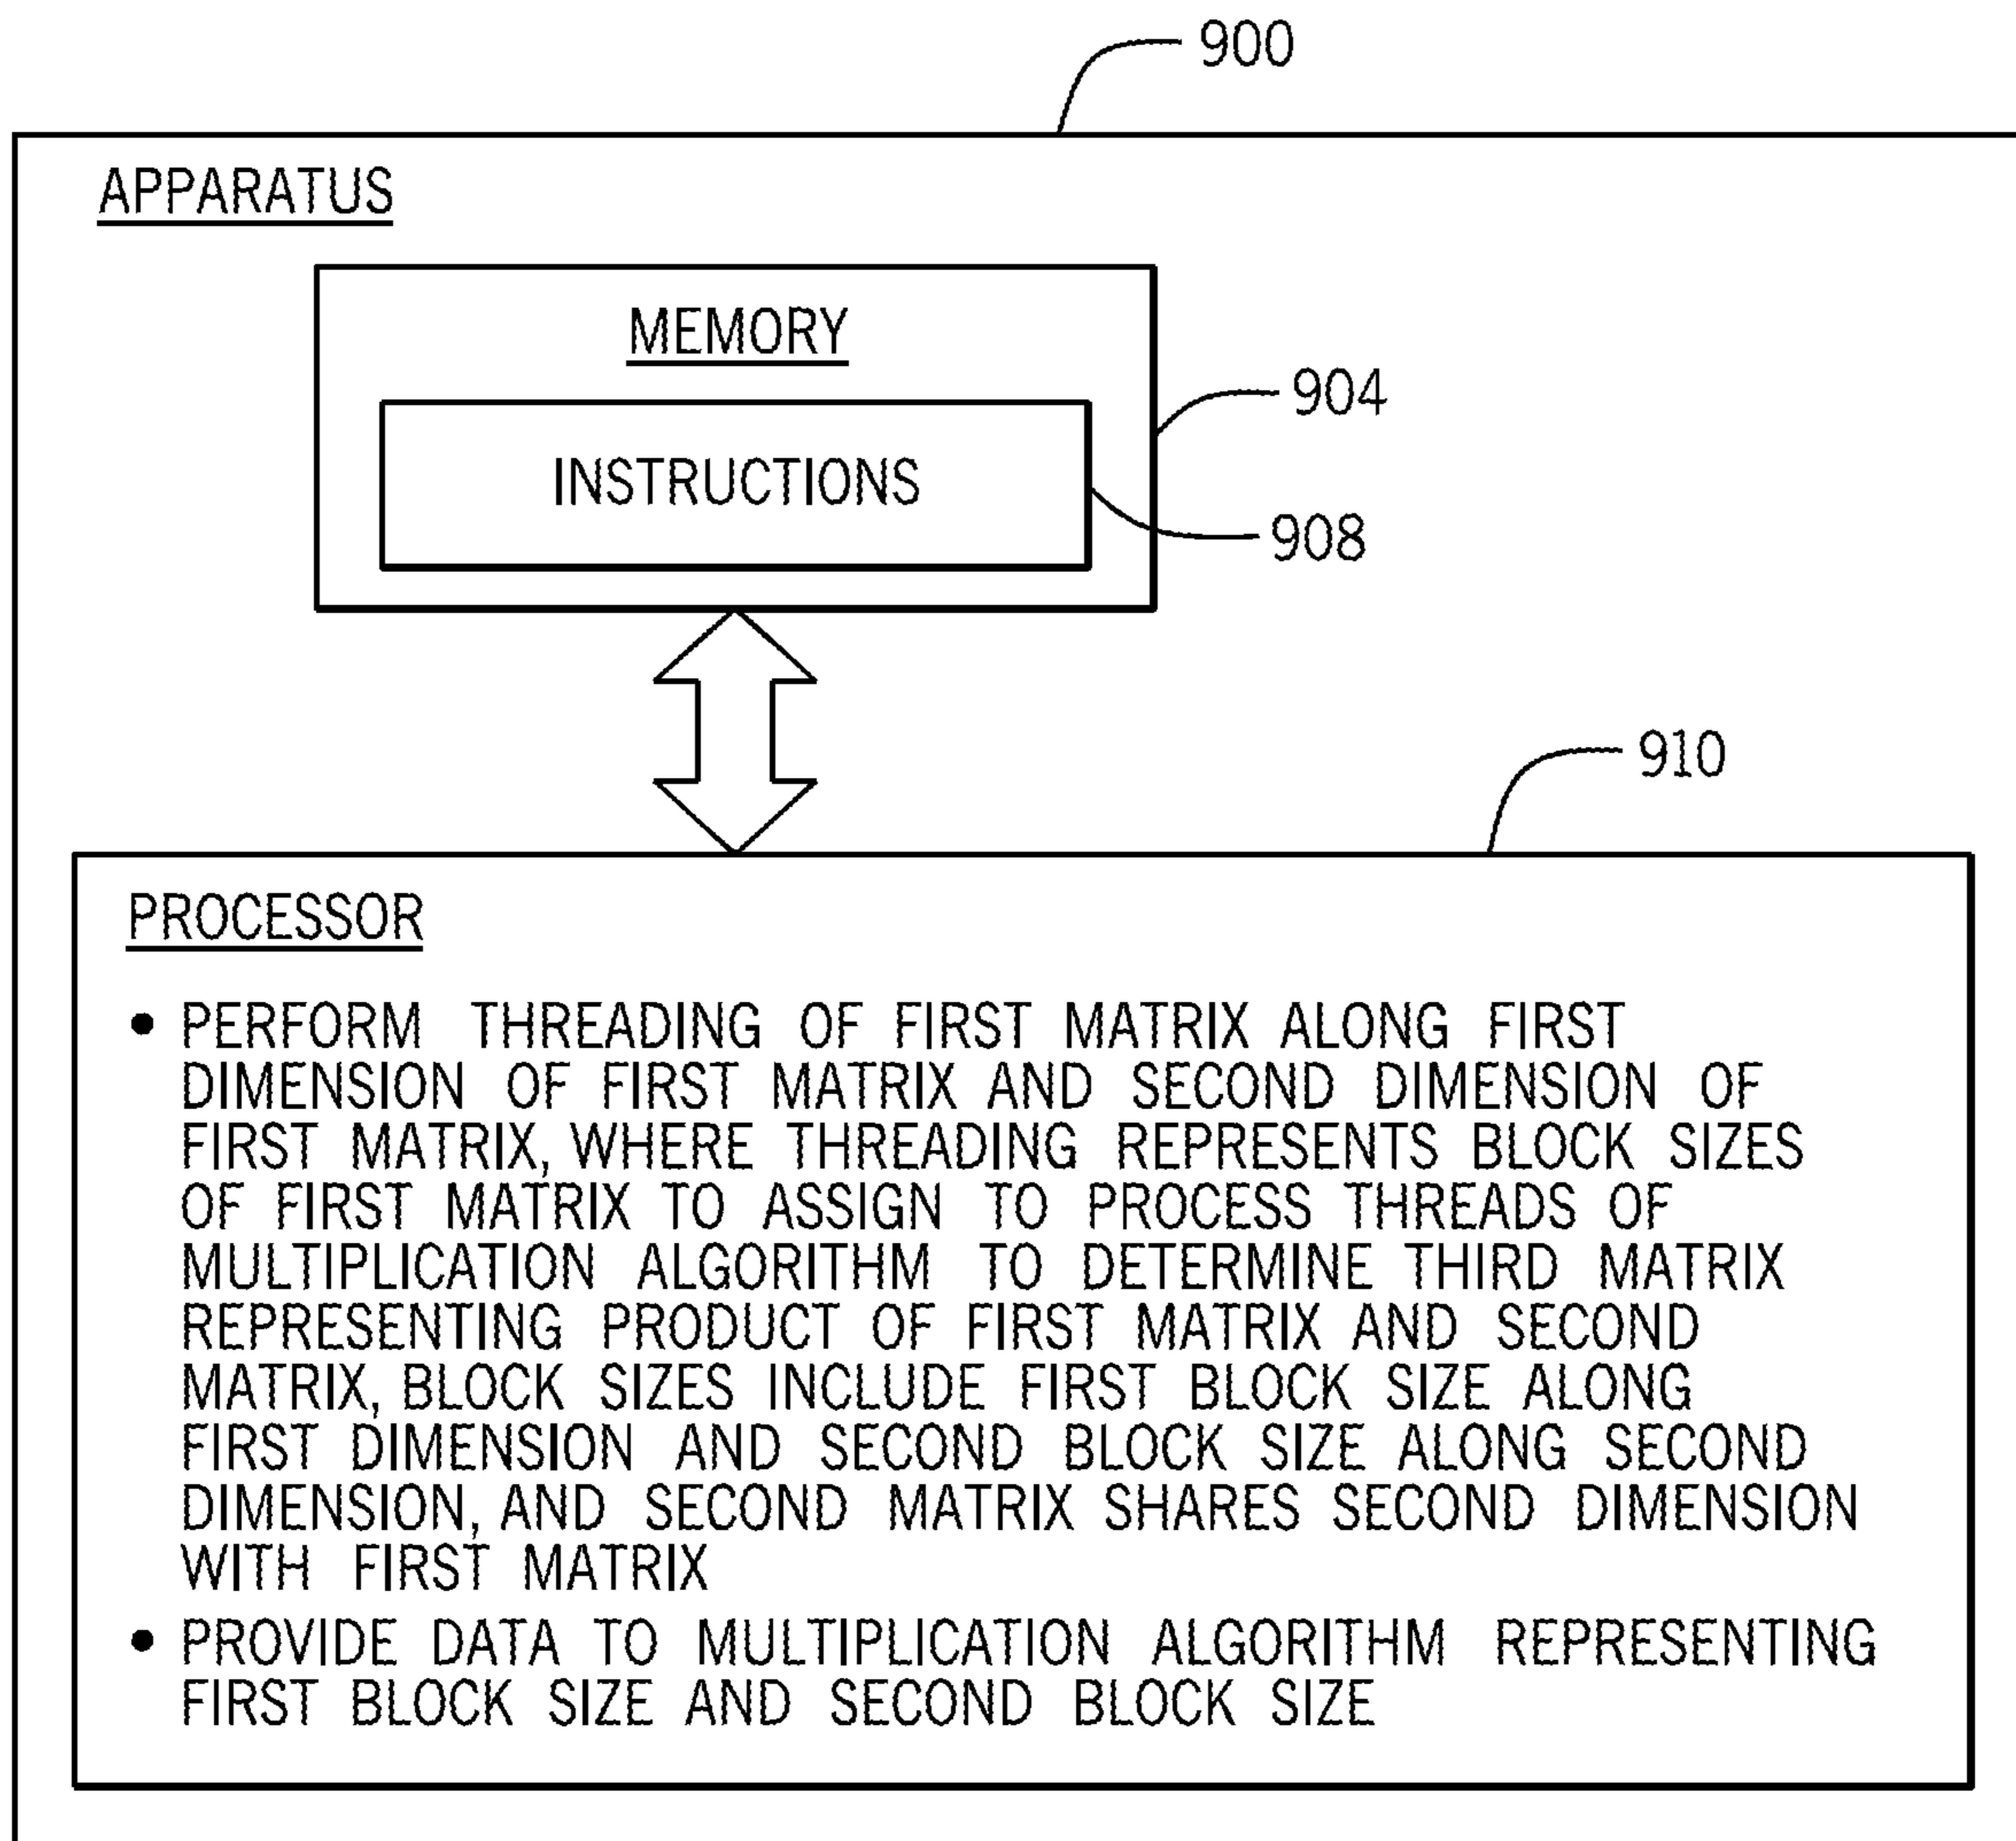 900
APPARATUS
MEMORY
904
INSTRUCTIONS
908
910
PROCESSOR
• PERFORM THREADING OF FIRST MATRIX ALONG FIRST
DIMENSION OF FIRST MATRIX AND SECOND DIMENSION OF
FIRST MATRIX, WHERE THREADING REPRESENTS BLOCK SIZES
OF FIRST MATRIX TO ASSIGN TO PROCESS THREADS OF
MULTIPLICATION ALGORITHM TO DETERMINE THIRD MATRIX
REPRESENTING PRODUCT OF FIRST MATRIX AND SECOND
MATRIX, BLOCK SIZES INCLUDE FIRST BLOCK SIZE ALONG
FIRST DIMENSION AND SECOND BLOCK SIZE ALONG SECOND
DIMENSION, AND SECOND MATRIX SHARES SECOND DIMENSION
WITH FIRST MATRIX
• PROVIDE DATA TO MULTIPLICATION ALGORITHM REPRESENTING
FIRST BLOCK SIZE AND SECOND BLOCK SIZE